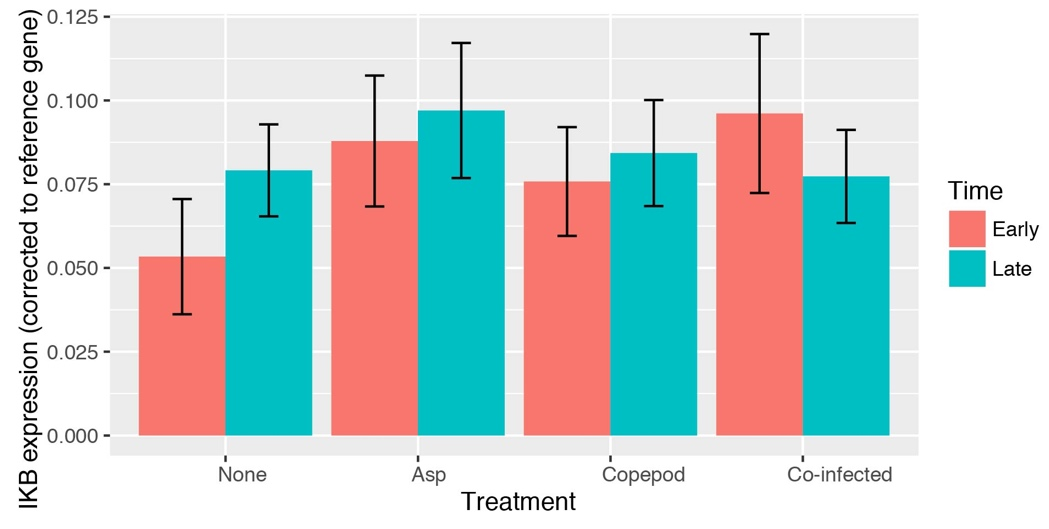 IKB expression (corrected to reference gene)
0.125
0.100
0.075
0.050
0.025
0.000
None Asp Copepod Co-infected
Treatment
Time
Early
Late